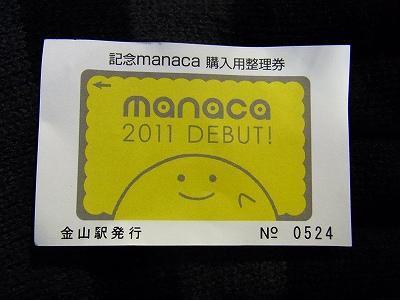 記念manaca 購入用整理券
manaca
2011 DEBUT!
金山駅発行 № 0524